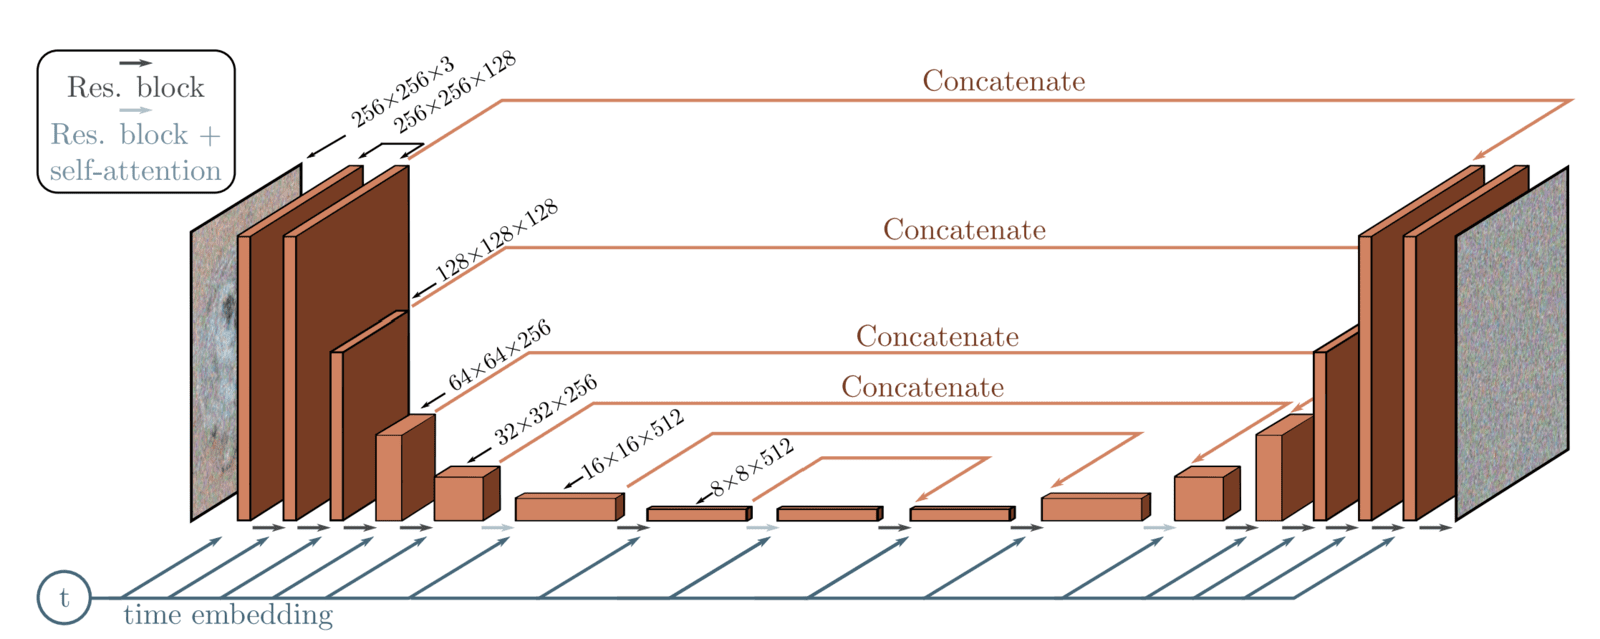 Res. block
Res. block +
self-attention
256×256×3
256×256×128
128×128×128
64×64×256
32×32×256
16×16×512
8×8×512
Concatenate
Concatenate
Concatenate
Concatenate
t
time embedding